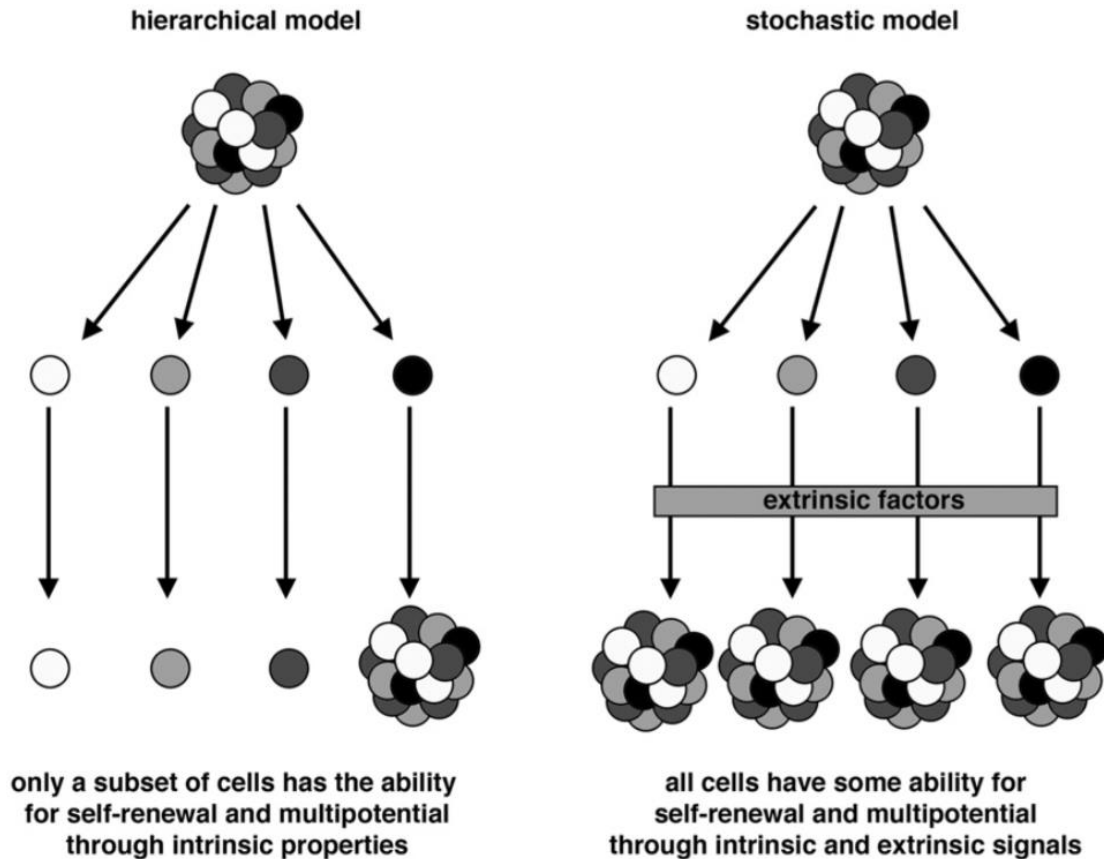 hierarchical model
stochastic model
extrinsic factors
only a subset of cells has the ability
for self-renewal and multipotential
through intrinsic properties
all cells have some ability for
self-renewal and multipotential
through intrinsic and extrinsic signals